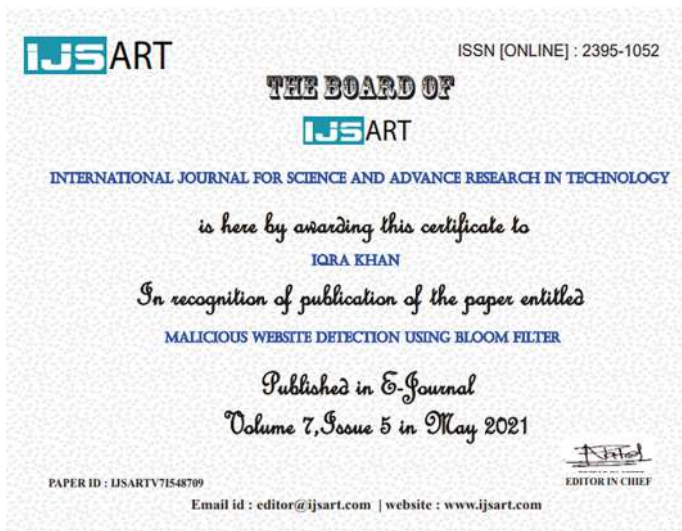 IJSART
ISSN [ONLINE] : 2395-1052
THE BOARD OF
IJSART
INTERNATIONAL JOURNAL FOR SCIENCE AND ADVANCE RESEARCH IN TECHNOLOGY
is here by awarding this certificate to
IQRA KHAN
In recognition of publication of the paper entitled
MALICIOUS WEBSITE DETECTION USING BLOOM FILTER
Published in E-Journal
Volume 7,Issue 5 in May 2021
EDITOR IN CHIEF
PAPER ID : IJSARTV7I548709
Email id : editor@ijsart.com | website : www.ijsart.com